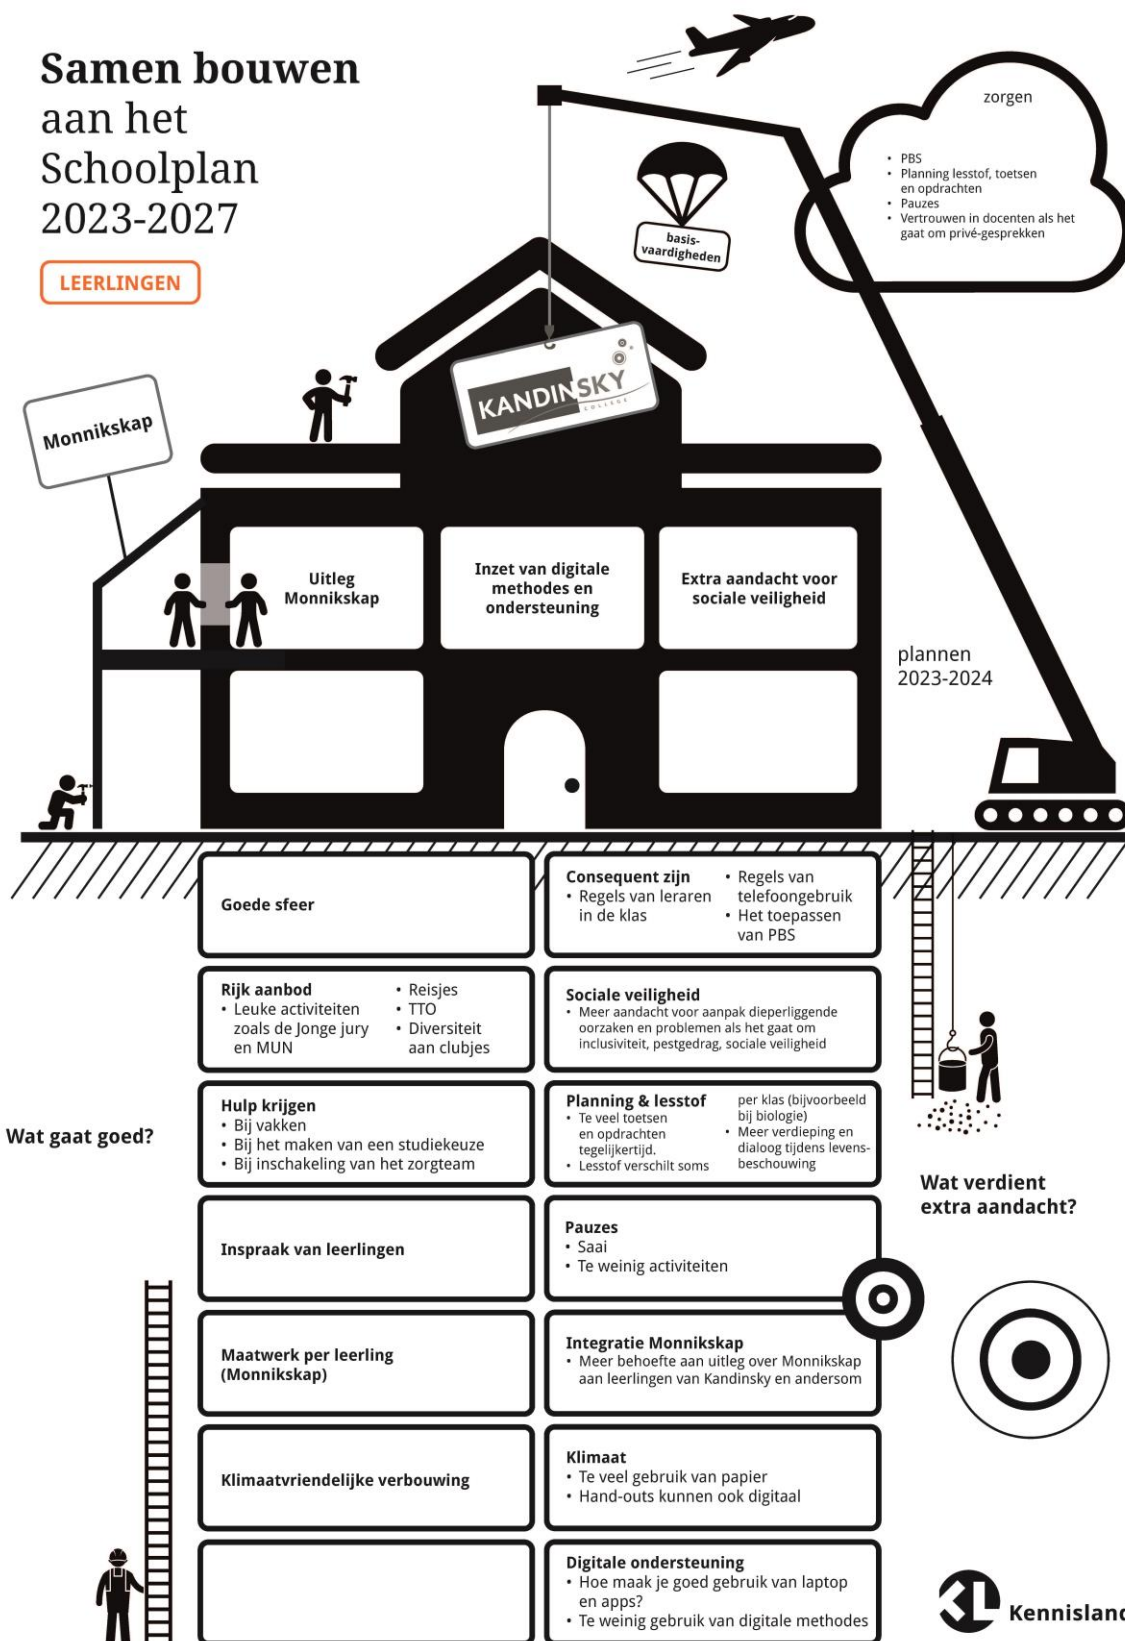 Samen bouwen
aan het
Schoolplan
2023-2027
LEERLINGEN
zorgen
• PBS
• Planning lesstof, toetsen
en opdrachten
• Pauzes
• Vertrouwen in docenten als het
gaat om privé-gesprekken
basis-
vaardigheden
KANDINSKY
COLLEGE
Monnikskap
Uitleg
Monnikskap
Inzet van digitale
methodes en
ondersteuning
Extra aandacht voor
sociale veiligheid
plannen
2023-2024
Goede sfeer
Consequent zijn
• Regels van leraren
in de klas
• Regels van
telefoongebruik
• Het toepassen
van PBS
Rijk aanbod
• Leuke activiteiten
zoals de Jonge jury
en MUN
• Reisjes
• TTO
• Diversiteit
aan clubjes
Sociale veiligheid
• Meer aandacht voor aanpak dieperliggende
oorzaken en problemen als het gaat om
inclusiviteit, pestgedrag, sociale veiligheid
Wat gaat goed?
Hulp krijgen
• Bij vakken
• Bij het maken van een studiekeuze
• Bij inschakeling van het zorgteam
Planning & lesstof
• Te veel toetsen
en opdrachten
tegelijkertijd.
• Lesstof verschilt soms
per klas (bijvoorbeeld
bij biologie)
• Meer verdieping en
dialoog tijdens levens-
beschouwing
Wat verdient
extra aandacht?
Inspraak van leerlingen
Pauzes
• Saai
• Te weinig activiteiten
Maatwerk per leerling
(Monnikskap)
Integratie Monnikskap
• Meer behoefte aan uitleg over Monnikskap
aan leerlingen van Kandinsky en andersom
Klimaatvriendelijke verbouwing
Klimaat
• Te veel gebruik van papier
• Hand-outs kunnen ook digitaal
Digitale ondersteuning
• Hoe maak je goed gebruik van laptop
en apps?
• Te weinig gebruik van digitale methodes
KL Kennisland